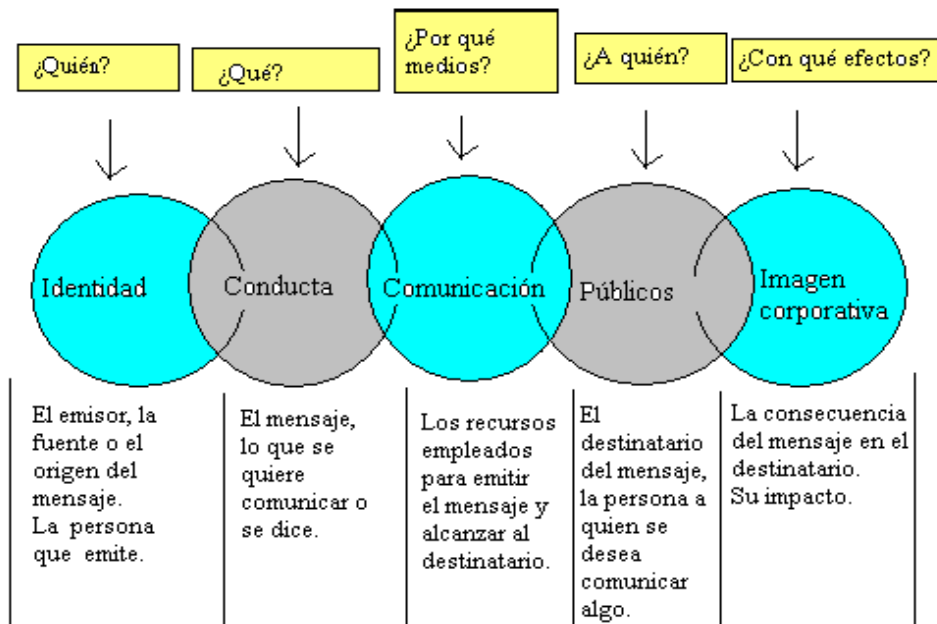 ¿Quién?
¿Qué?
¿Por qué
medios?
¿A quién?
¿Con qué efectos?
Identidad
Conducta
Comunicación
Públicos
Imagen
corporativa
El emisor, la
fuente o el
origen del
mensaje.
La persona
que emite.
El mensaje,
lo que se
quiere
comunicar o
se dice.
Los recursos
empleados
para emitir
el mensaje y
alcanzar al
destinatario.
El
destinatario
del mensaje,
la persona a
quien se
desea
comunicar
algo.
La consecuencia
del mensaje en el
destinatario.
Su impacto.